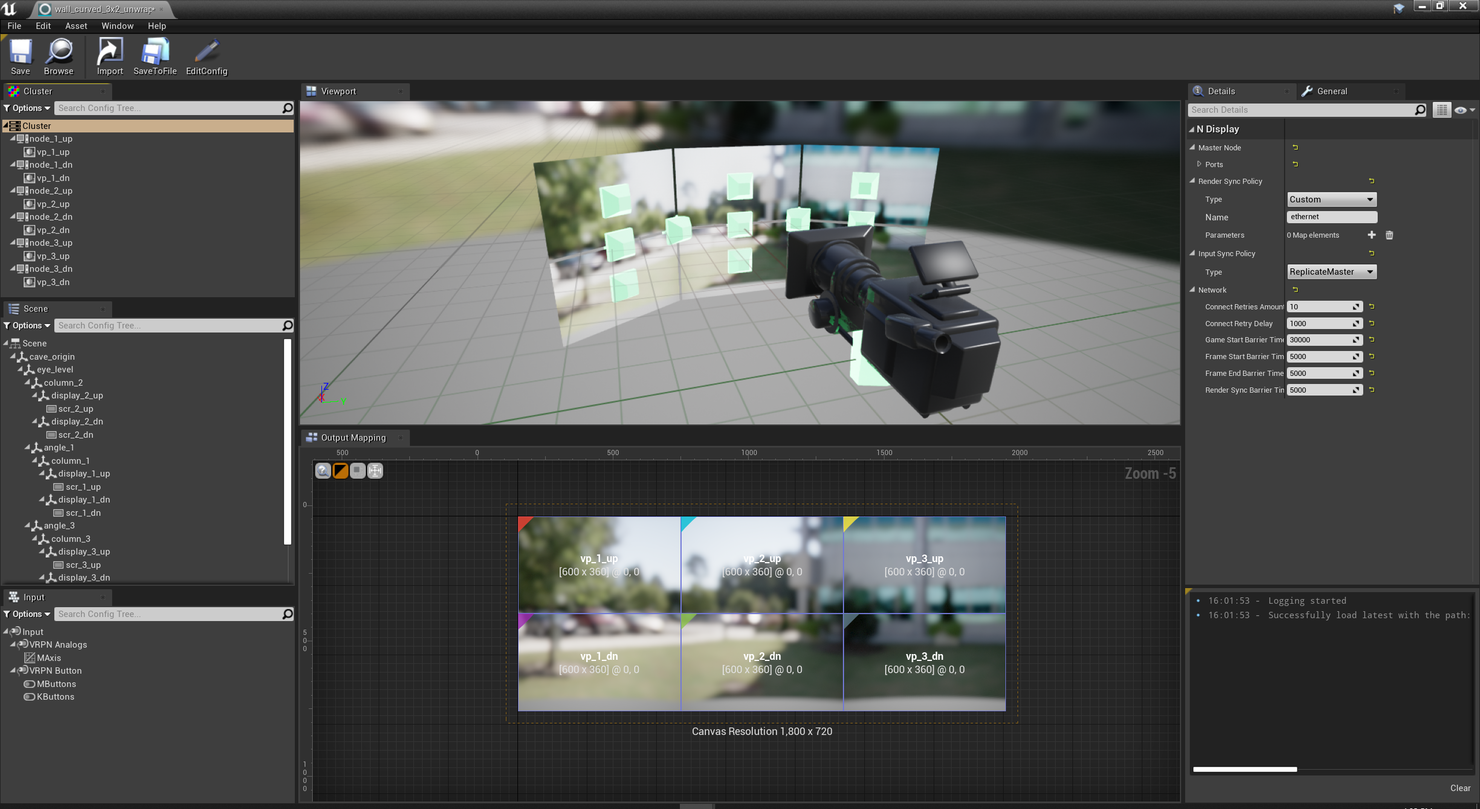 wall_curved_3x2_unwrap*
File Edit Asset Window Help
Save Browse Import SaveToFile EditConfig
Cluster
Options Search Config Tree...
Cluster
node_1_up
vp_1_up
node_1_dn
vp_1_dn
node_2_up
vp_2_up
node_2_dn
vp_2_dn
node_3_up
vp_3_up
node_3_dn
vp_3_dn
Scene
Options Search Config Tree...
Scene
cave_origin
eye_level
column_2
display_2_up
scr_2_up
display_2_dn
scr_2_dn
angle_1
column_1
display_1_up
scr_1_up
display_1_dn
scr_1_dn
angle_3
column_3
display_3_up
scr_3_up
display_3_dn
Input
Options Search Config Tree...
Input
VRPN Analogs
MAxis
VRPN Button
MButtons
KButtons
Viewport
Z
Y
Output Mapping
500 0 500 1000 1500 2000 2500
Zoom -5
0
500
1000
vp_1_up
[600 x 360] @ 0, 0
vp_2_up
[600 x 360] @ 0, 0
vp_3_up
[600 x 360] @ 0, 0
vp_1_dn
[600 x 360] @ 0, 0
vp_2_dn
[600 x 360] @ 0, 0
vp_3_dn
[600 x 360] @ 0, 0
Canvas Resolution 1,800 x 720
Details General
Search Details
N Display
Master Node
Ports
Render Sync Policy
Type Custom
Name ethernet
Parameters 0 Map elements
Input Sync Policy
Type ReplicateMaster
Network
Connect Retries Amoun 10
Connect Retry Delay 1000
Game Start Barrier Time 30000
Frame Start Barrier Tim 5000
Frame End Barrier Time 5000
Render Sync Barrier Tin 5000
16:01:53 - Logging started
16:01:53 - Successfully load latest with the path:
Clear